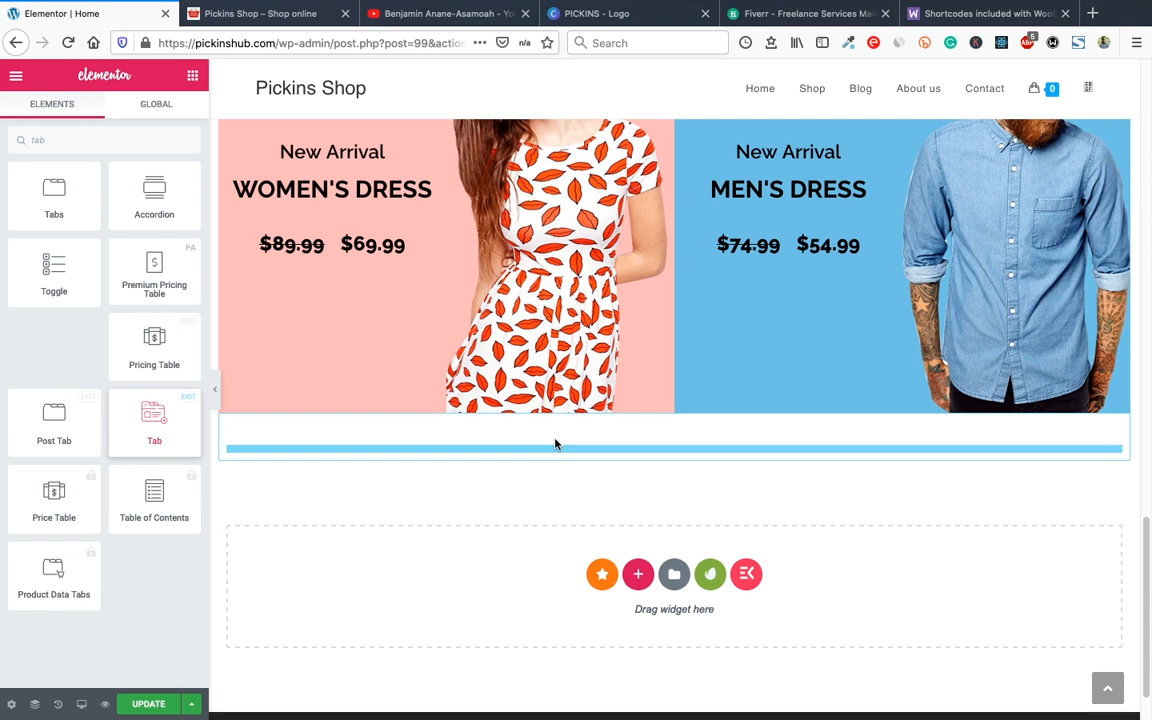 Elementor | Home
Pickins Shop – Shop online
Benjamin Anane-Asamoah - Yo
PICKINS - Logo
Fiverr - Freelance Services Ma
Shortcodes included with Woo
https://pickinshub.com/wp-admin/post.php?post=99&action
n/a
Search
5
elementor
ELEMENTS
GLOBAL
tab
Tabs
Accordion
Toggle
PA
Premium Pricing
Table
EKIT
Pricing Table
EKIT
Post Tab
EKIT
Tab
Price Table
Table of Contents
Product Data Tabs
UPDATE
Pickins Shop
Home
Shop
Blog
About us
Contact
0
New Arrival
WOMEN'S DRESS
$89.99 $69.99
New Arrival
MEN'S DRESS
$74.99 $54.99
Drag widget here